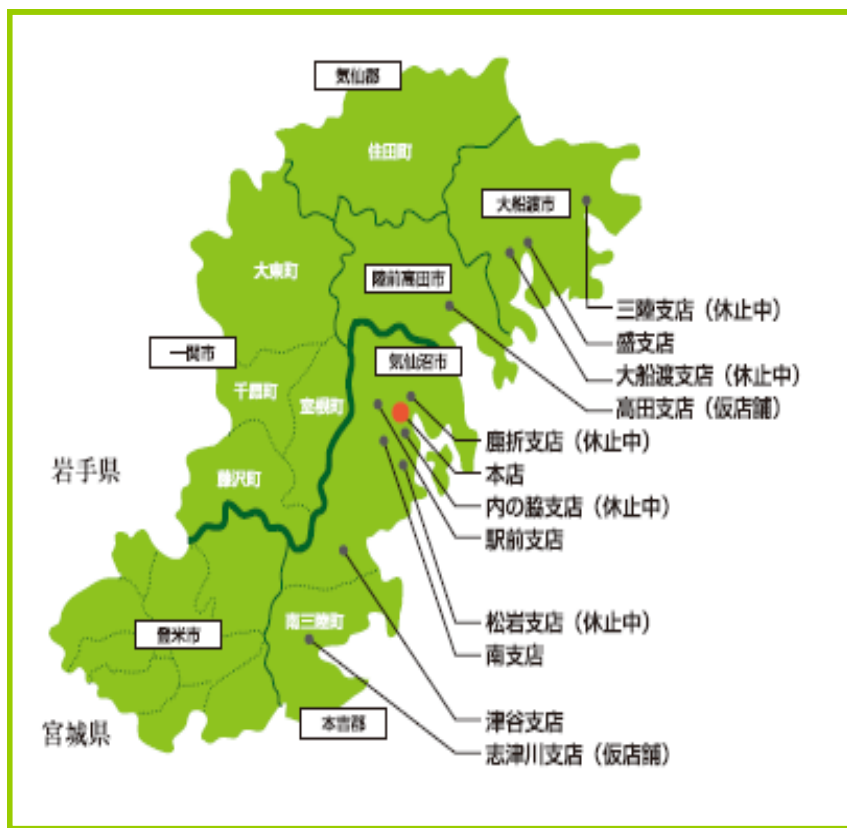 気仙郡
住田町
大船渡市
大東町
陸前高田市
三陸支店（休止中）
盛支店
一関市
気仙沼市
大船渡支店（休止中）
千厩町
室根町
高田支店（仮店舗）
鹿折支店（休止中）
岩手県
藤沢町
本店
内の脇支店（休止中）
駅前支店
登米市
南三陸町
松岩支店（休止中）
南支店
宮城県
本吉郡
津谷支店
志津川支店（仮店舗）